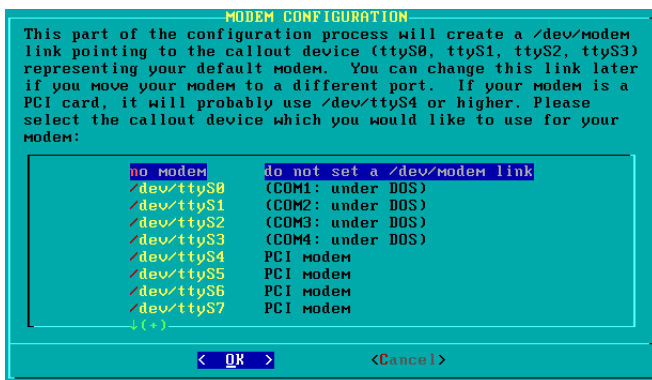 MODEM CONFIGURATION
This part of the configuration process will create a /dev/modem
link pointing to the callout device (ttyS0, ttyS1, ttyS2, ttyS3)
representing your default modem.  You can change this link later
if you move your modem to a different port.  If your modem is a
PCI card, it will probably use /dev/ttyS4 or higher. Please
select the callout device which you would like to use for your
modem:
no modem do not set a /dev/modem link
/dev/ttyS0 (COM1: under DOS)
/dev/ttyS1 (COM2: under DOS)
/dev/ttyS2 (COM3: under DOS)
/dev/ttyS3 (COM4: under DOS)
/dev/ttyS4 PCI modem
/dev/ttyS5 PCI modem
/dev/ttyS6 PCI modem
/dev/ttyS7 PCI modem
↓(+)
< OK > <Cancel>